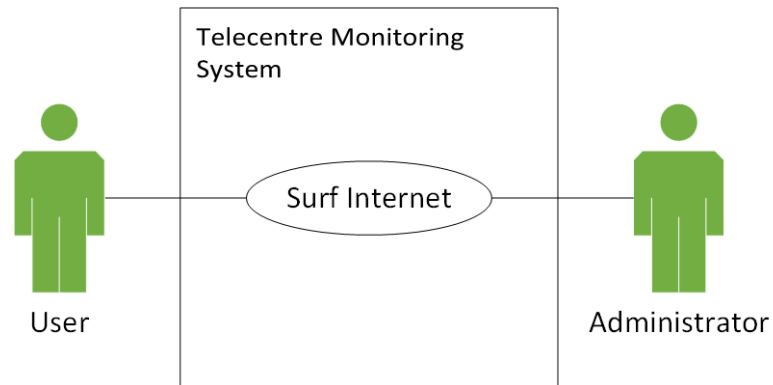 Telecentre Monitoring
System
Surf Internet
User
Administrator